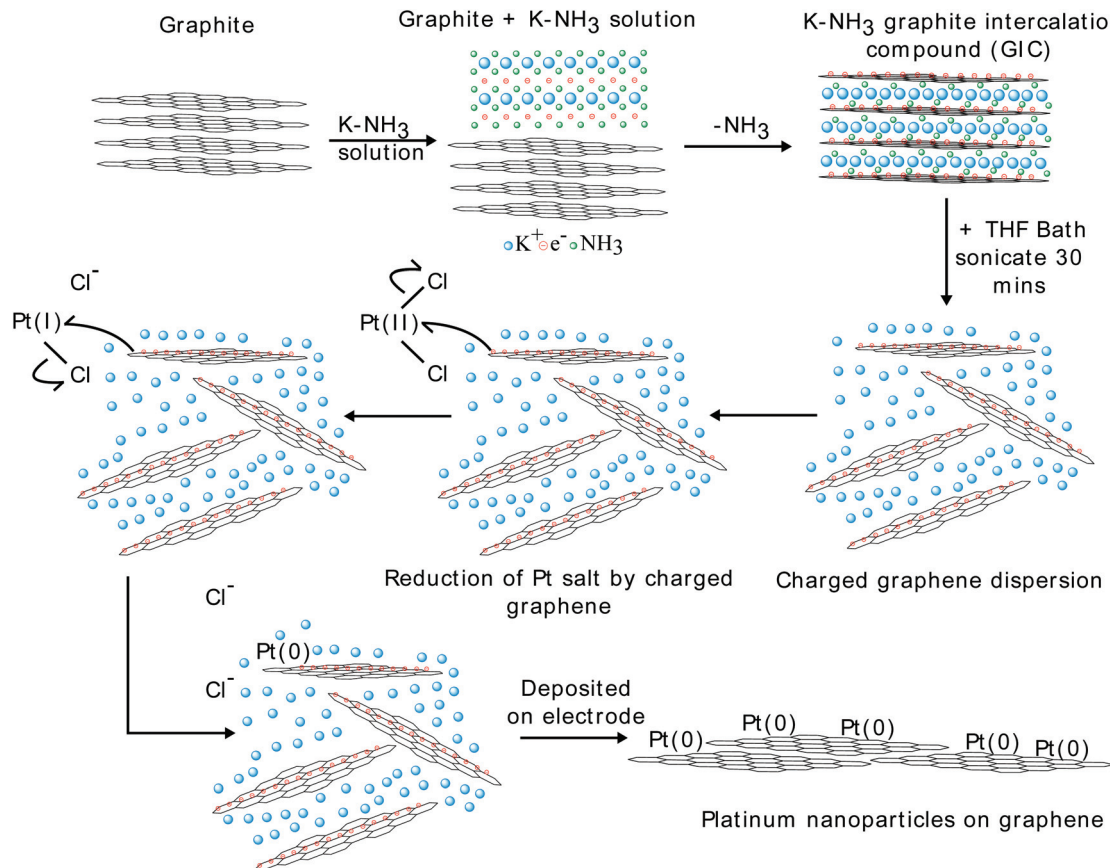 Graphite
Graphite + K-NH3 solution
K-NH3 graphite intercalatio
compound (GIC)
K-NH3
solution
-NH3
K+ e- NH3
+ THF Bath
sonicate 30
mins
Cl-
Pt(I)
Cl
Cl
Pt(II)
Cl
Reduction of Pt salt by charged
graphene
Charged graphene dispersion
Cl-
Pt(0)
Cl-
Deposited
on electrode
Pt(0)
Pt(0)
Pt(0)
Pt(0)
Pt(0)
Platinum nanoparticles on graphene